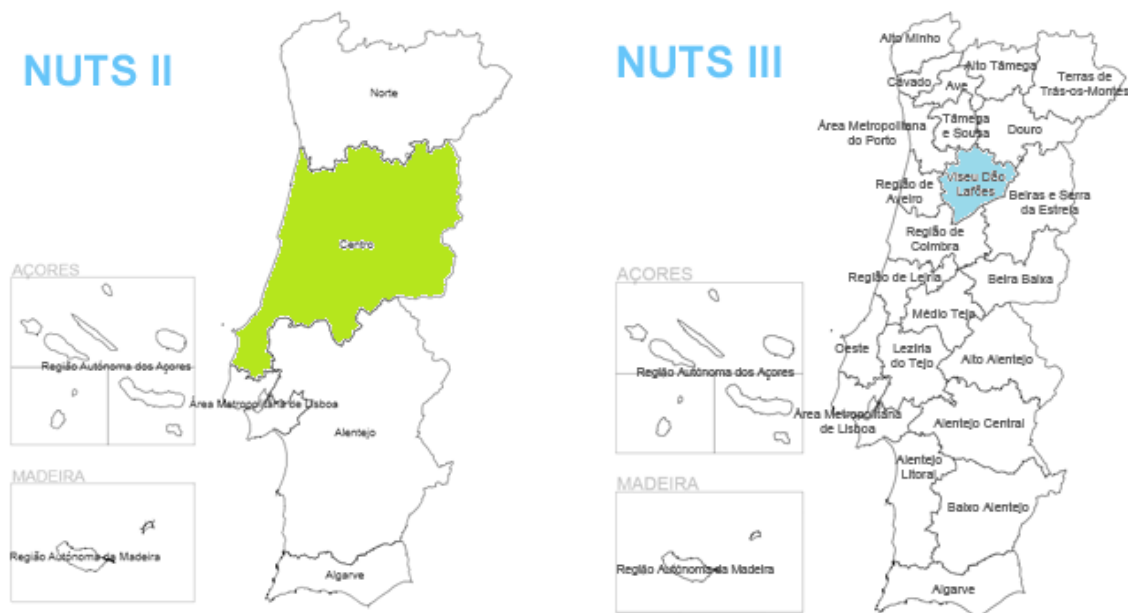 NUTS II
Norte
Centro
AÇORES
Região Autónoma dos Açores
Área Metropolitana de Lisboa
Alentejo
MADEIRA
Região Autónoma da Madeira
Algarve
NUTS III
Alto Minho
Alto Tâmega
Terras de
Trás-os-Montes
Cávado
Ave
Tâmega
e Sousa
Área Metropolitana
do Porto
Douro
Viseu Dão
Lafões
Região de
Aveiro
Beiras e Serra
da Estrela
Região de
Coimbra
AÇORES
Região de Leiria
Beira Baixa
Médio Tejo
Oeste
Lezíria
do Tejo
Alto Alentejo
Região Autónoma dos Açores
Área Metropolitana
de Lisboa
Alentejo Central
Alentejo
Litoral
MADEIRA
Baixo Alentejo
Região Autónoma da Madeira
Algarve